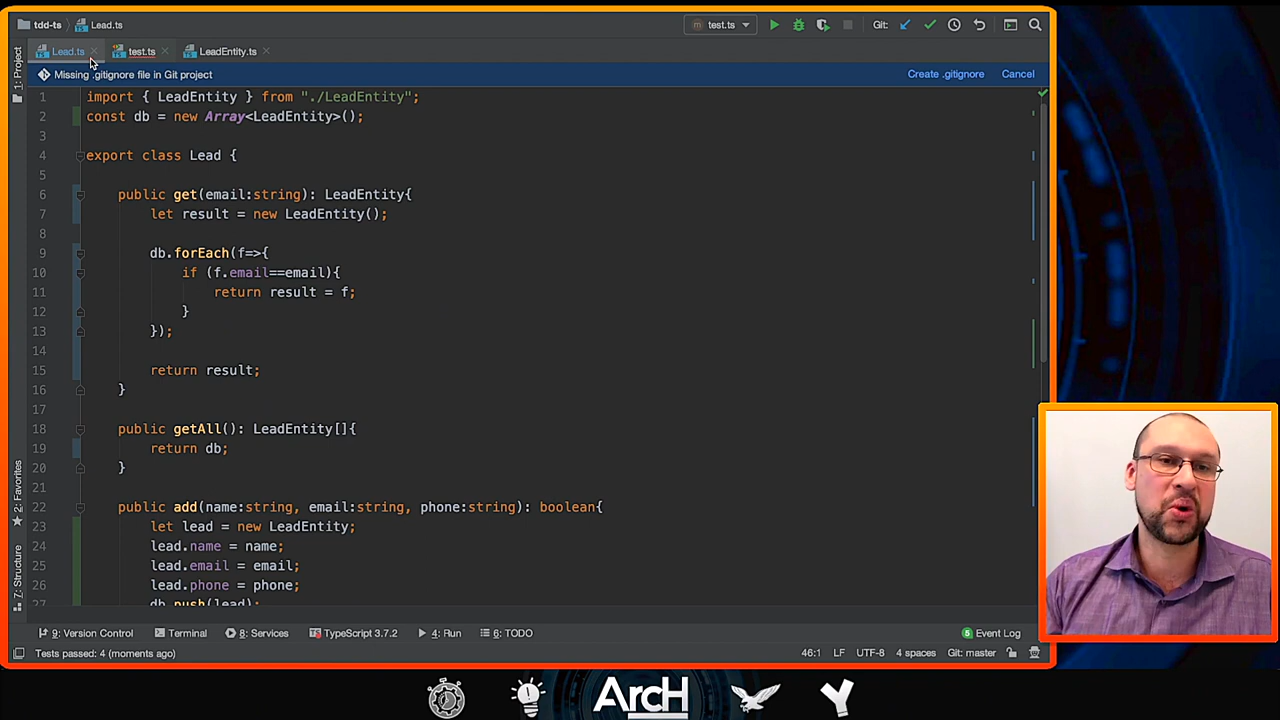 tdd-ts Lead.ts test.ts Git:
Lead.ts test.ts LeadEntity.ts
Missing .gitignore file in Git project Create .gitignore Cancel
1: Project
1 import { LeadEntity } from "./LeadEntity";
2 const db = new Array<LeadEntity>();
3
4 export class Lead {
5
6 public get(email:string): LeadEntity{
7 let result = new LeadEntity();
8
9 db.forEach(f=>{
10 if (f.email==email){
11 return result = f;
12 }
13 });
14
15 return result;
16 }
17
18 public getAll(): LeadEntity[]{
19 return db;
20 }
21
22 public add(name:string, email:string, phone:string): boolean{
23 let lead = new LeadEntity;
24 lead.name = name;
25 lead.email = email;
26 lead.phone = phone;
27 db.push(lead);
2: Favorites
7: Structure
9: Version Control Terminal 8: Services TypeScript 3.7.2 4: Run 6: TODO 5 Event Log
Tests passed: 4 (moments ago) 46:1 LF UTF-8 4 spaces Git: master
ArcH